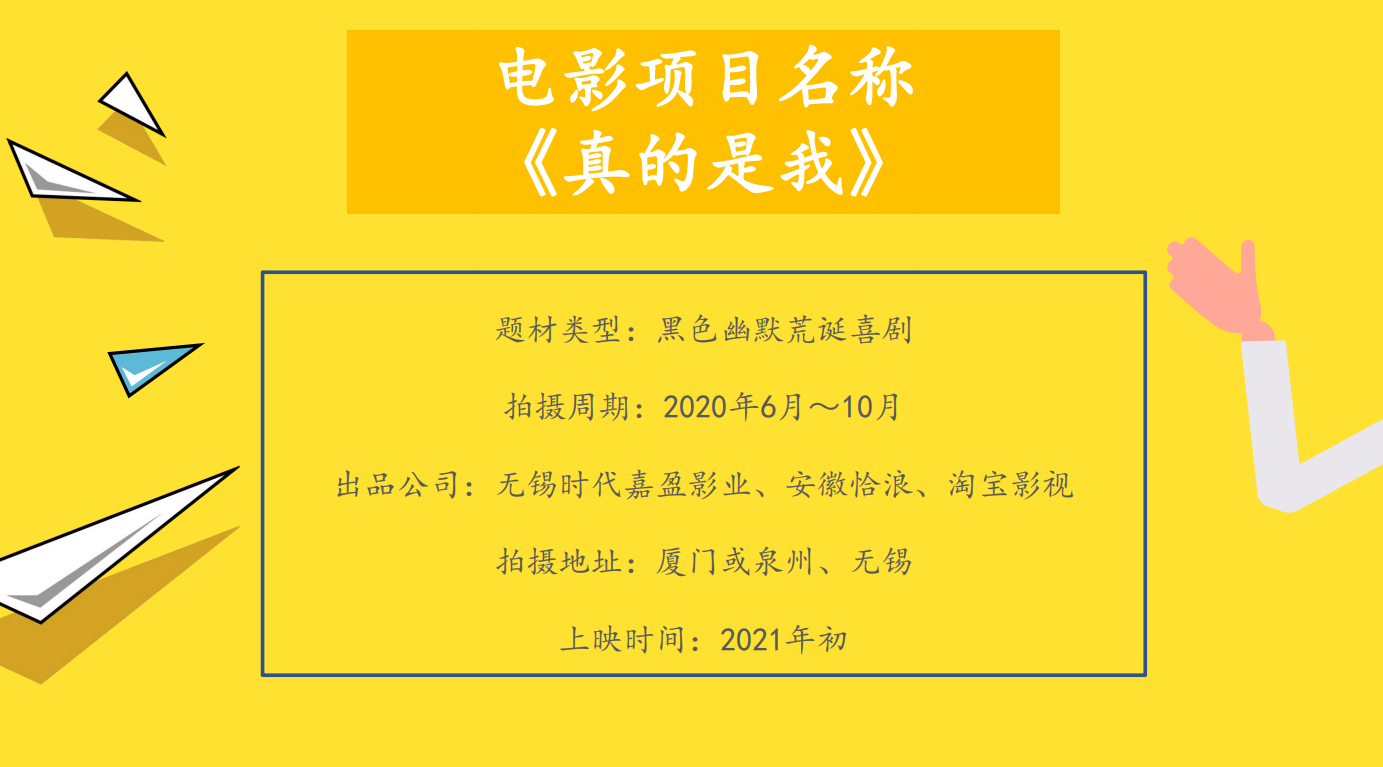 电影项目名称
《真的是我》
题材类型：黑色幽默荒诞喜剧
拍摄周期：2020年6月～10月
出品公司：无锡时代嘉盈影业、安徽恰浪、淘宝影视
拍摄地址：厦门或泉州、无锡
上映时间：2021年初